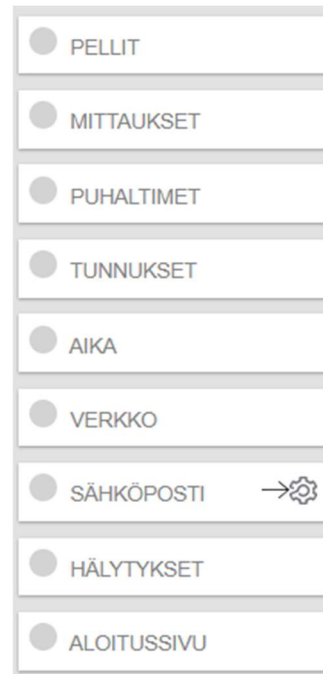 PELLIT
MITTAUKSET
PUHALTIMET
TUNNUKSET
AIKA
VERKKO
SÄHKÖPOSTI
HÄLYTYKSET
ALOITUSSIVU